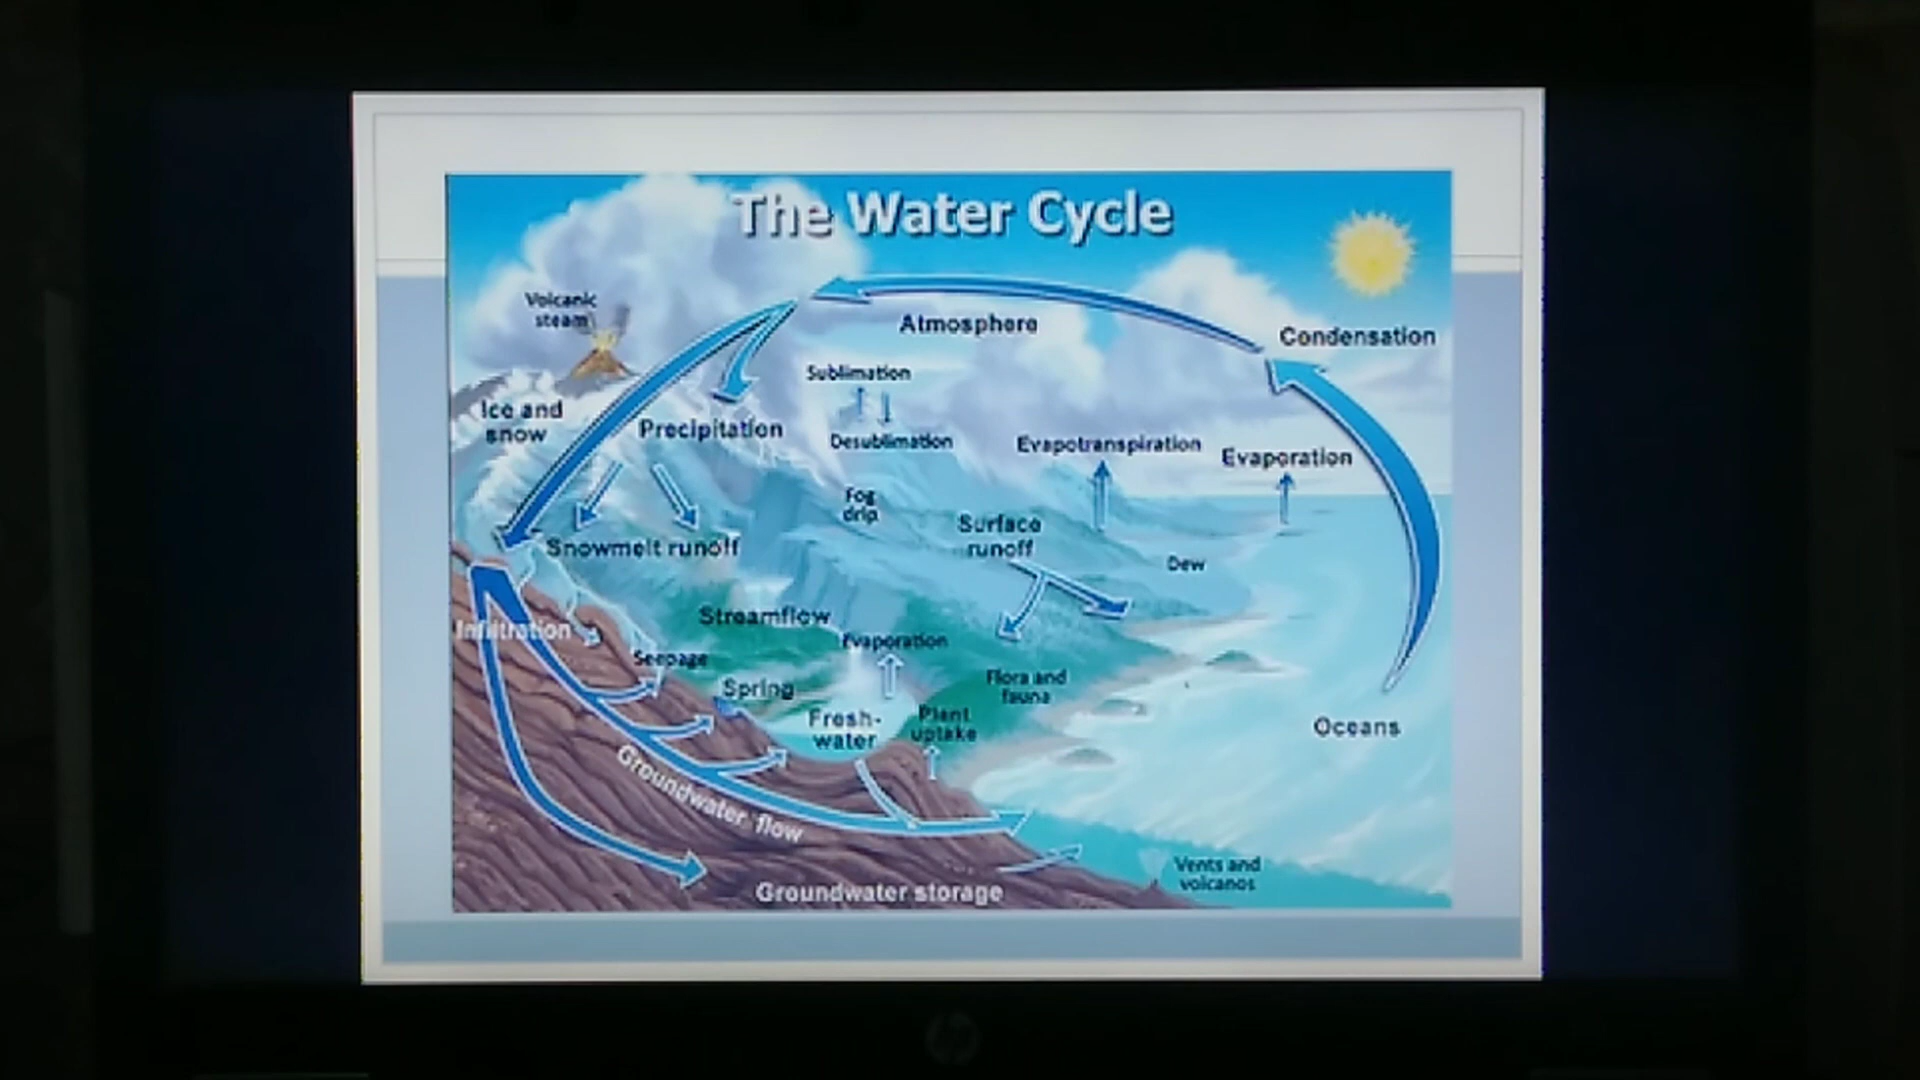 The Water Cycle
Volcanic
steam
Atmosphere
Condensation
Sublimation
Ice and
snow
Precipitation
Desublimation
Evapotranspiration
Evaporation
Fog
drip
Surface
runoff
Snowmelt runoff
Dew
Streamflow
Infiltration
Evaporation
Seepage
Spring
Flora and
fauna
Fresh-
water
Plant
uptake
Oceans
Groundwater flow
Vents and
volcanos
Groundwater storage
hp